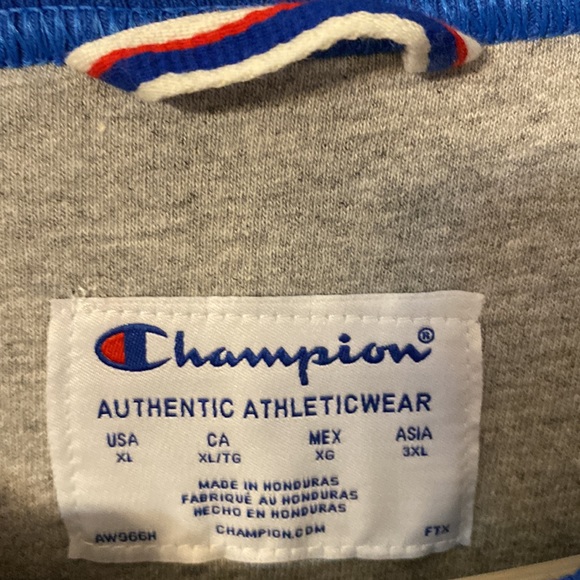 Champion®
AUTHENTIC ATHLETICWEAR
USA CA MEX ASIA
XL XL/TG XG 3XL
MADE IN HONDURAS
FABRIQUÉ AU HONDURAS
HECHO EN HONDURAS
AW966H CHAMPION.COM FTX